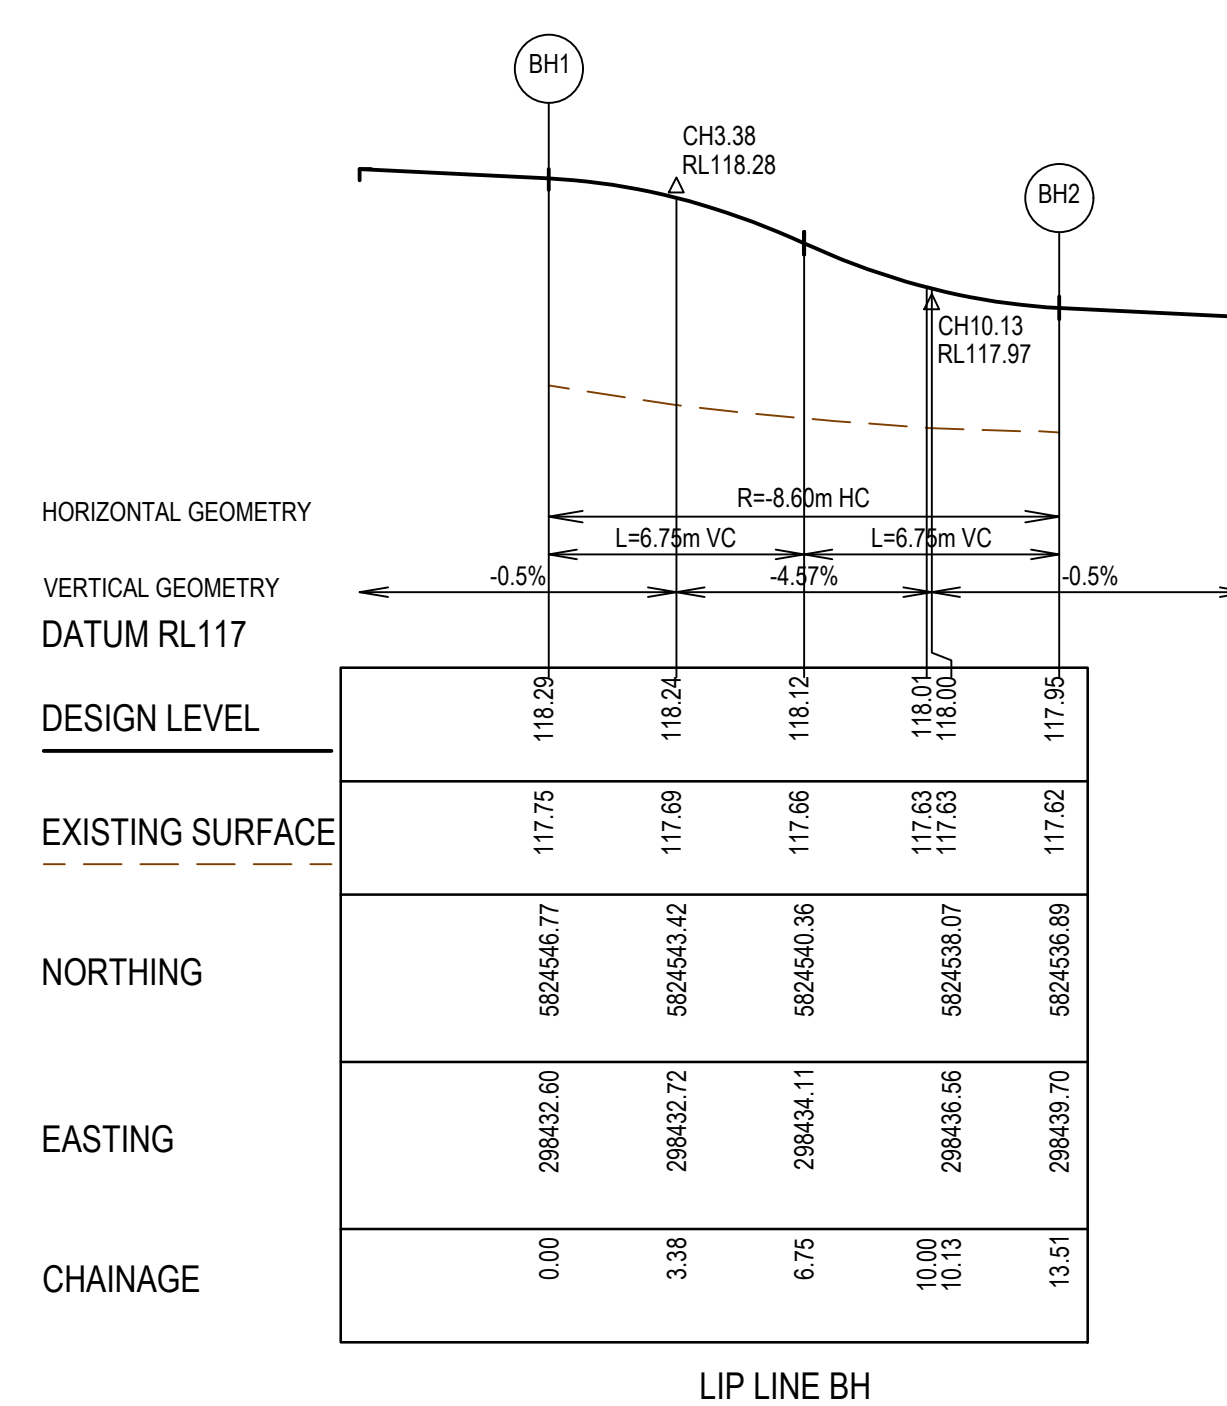 BH1
CH3.38
RL118.28
BH2
CH10.13
RL117.97
HORIZONTAL GEOMETRY
R=-8.60m HC
L=6.75m VC
L=6.75m VC
VERTICAL GEOMETRY
-0.5%
-4.57%
-0.5%
DATUM RL117
DESIGN LEVEL
118.29
118.24
118.12
118.01
118.00
117.95
EXISTING SURFACE
117.75
117.69
117.66
117.63
117.63
117.62
NORTHING
5824546.77
5824543.42
5824540.36
5824538.07
5824536.89
EASTING
298432.60
298432.72
298434.11
298436.56
298439.70
CHAINAGE
0.00
3.38
6.75
10.00
10.13
13.51
LIP LINE BH